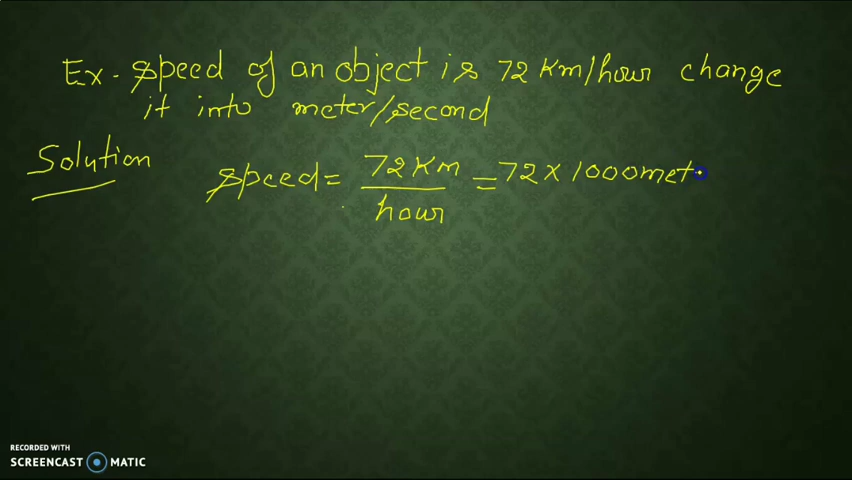 Ex. speed of an object is 72 Km/hour change
it into meter/second
Solution
speed = 72 Km / hour = 72 × 1000 met
RECORDED WITH
SCREENCAST MATIC